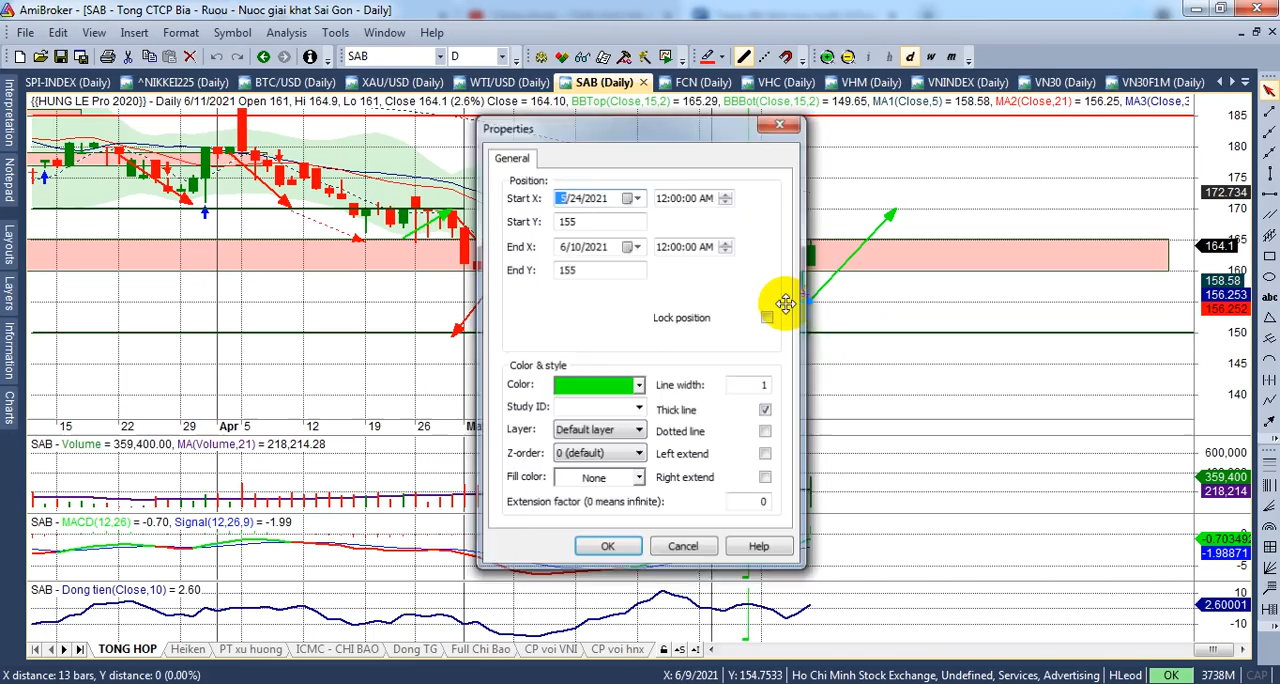 AmiBroker - [SAB - Tong CTCP Bia - Ruou - Nuoc giai khat Sai Gon - Daily]
File Edit View Insert Format Symbol Analysis Tools Window Help
SAB D i h d w m
SPI-INDEX (Daily) ^NIKKEI225 (Daily) BTC/USD (Daily) XAU/USD (Daily) WTI/USD (Daily) SAB (Daily) FCN (Daily) VHC (Daily) VHM (Daily) VNINDEX (Daily) VN30 (Daily) VN30F1M (Daily)
{{HUNG LE Pro 2020}} - Daily 6/11/2021 Open 161, Hi 164.9, Lo 161, Close 164.1 (2.6%) Close = 164.10, BBTop(Close,15,2) = 165.29, BBBot(Close,15,2) = 149.65, MA1(Close,5) = 158.58, MA2(Close,21) = 156.25, MA3(Close,3
Interpretation
Notepad
Layouts
Layers
Information
Charts
abc
185
180
175
172.734
170
165
164.1
160
158.58
156.253
156.252
150
145
140
Properties
General
Position:
Start X: 5/24/2021 12:00:00 AM
Start Y: 155
End X: 6/10/2021 12:00:00 AM
End Y: 155
Lock position
Color & style
Color: Line width: 1
Study ID: Thick line
Layer: Default layer Dotted line
Z-order: 0 (default) Left extend
Fill color: None Right extend
Extension factor (0 means infinite): 0
OK Cancel Help
15 22 29 Apr 5 12 19 26
SAB - Volume = 359,400.00, MA(Volume,21) = 218,214.28
600,000
359,400
218,214
SAB - MACD(12,26) = -0.70, Signal(12,26,9) = -1.99
0
-0.703492
-1.98871
-5
SAB - Dong tien(Close,10) = 2.60
10
2.60001
-10
TONG HOP Heiken PT xu huong ICMC - CHI BAO Dong TG Full Chi Bao CP voi VNI CP voi hnx
X distance: 13 bars, Y distance: 0 (0.00%) X: 6/9/2021 Y: 154.7533 Ho Chi Minh Stock Exchange, Undefined, Services, Advertising HLeod OK 3738M CAP